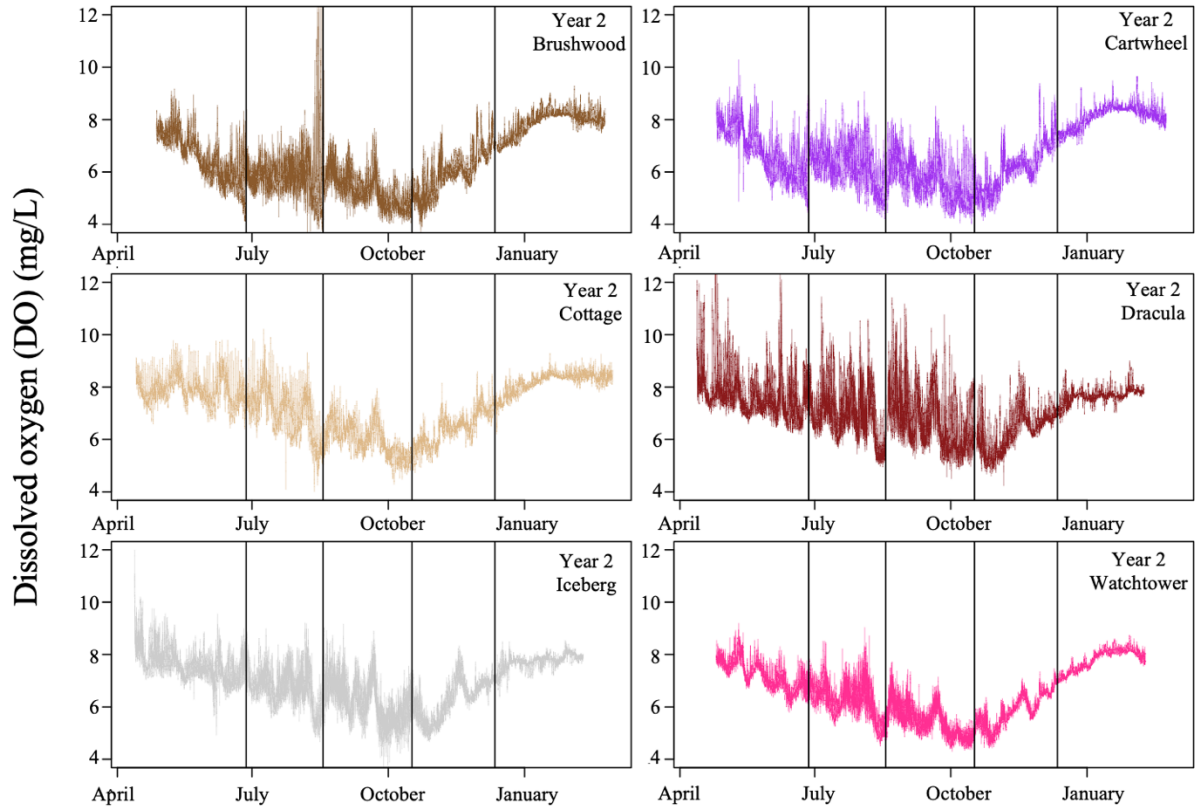 Dissolved oxygen (DO) (mg/L)
12
10
8
6
4
Year 2
Brushwood
April
July
October
January
12
10
8
6
4
Year 2
Cartwheel
April
July
October
January
12
10
8
6
4
Year 2
Cottage
April
July
October
January
12
10
8
6
4
Year 2
Dracula
April
July
October
January
12
10
8
6
4
Year 2
Iceberg
April
July
October
January
12
10
8
6
4
Year 2
Watchtower
April
July
October
January